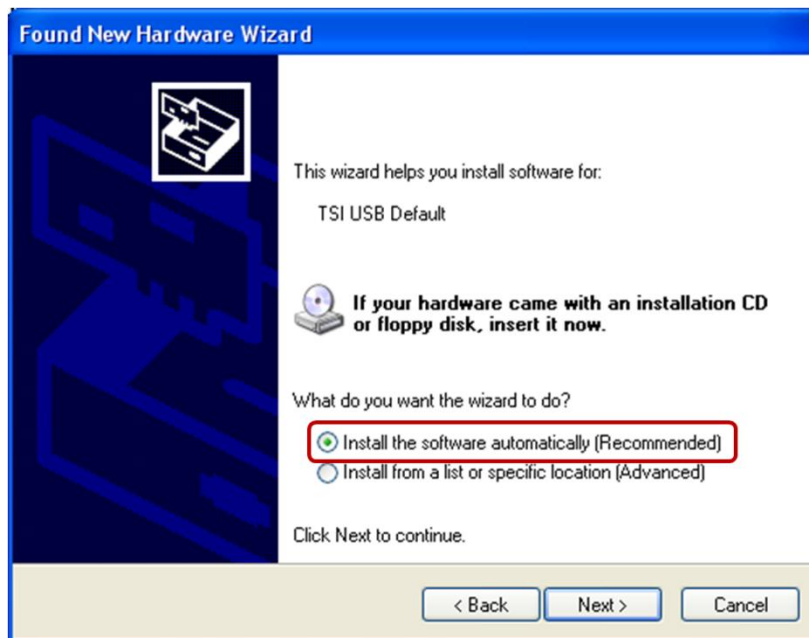 Found New Hardware Wizard
This wizard helps you install software for:
TSI USB Default
If your hardware came with an installation CD
or floppy disk, insert it now.
What do you want the wizard to do?
Install the software automatically (Recommended)
Install from a list or specific location (Advanced)
Click Next to continue.
< Back
Next >
Cancel